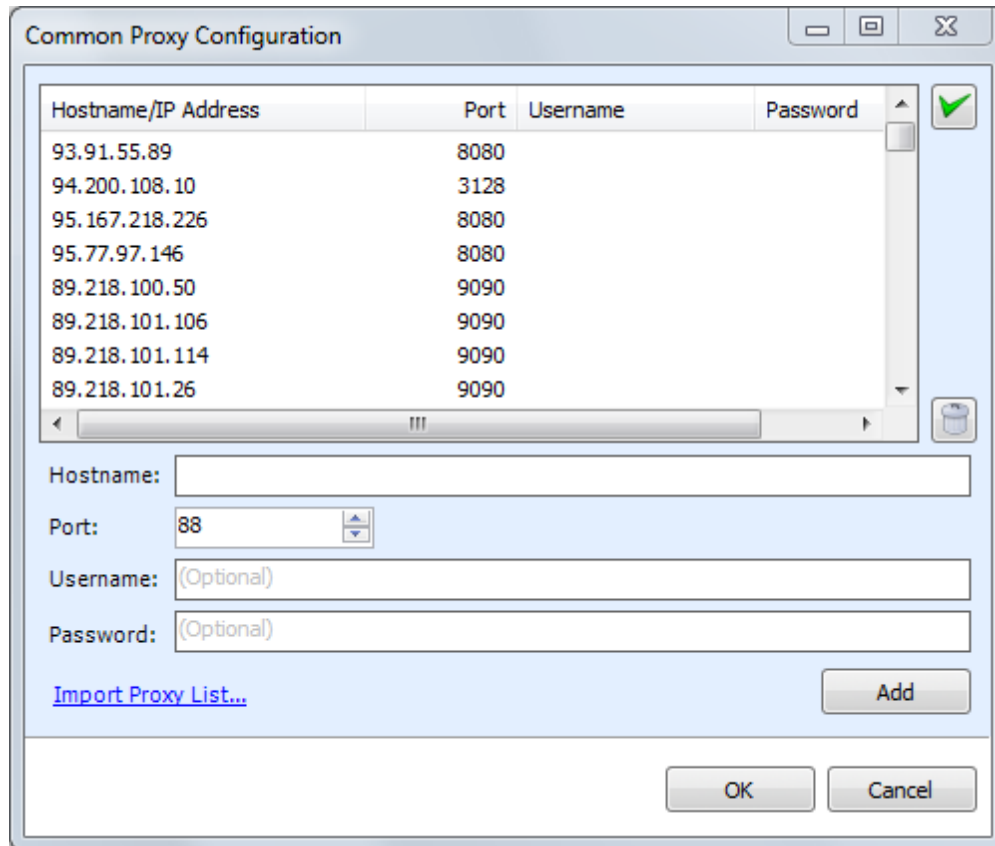 Common Proxy Configuration
Hostname/IP Address Port Username Password
93.91.55.89 8080
94.200.108.10 3128
95.167.218.226 8080
95.77.97.146 8080
89.218.100.50 9090
89.218.101.106 9090
89.218.101.114 9090
89.218.101.26 9090
Hostname:
Port: 88
Username: (Optional)
Password: (Optional)
Import Proxy List... Add
OK Cancel